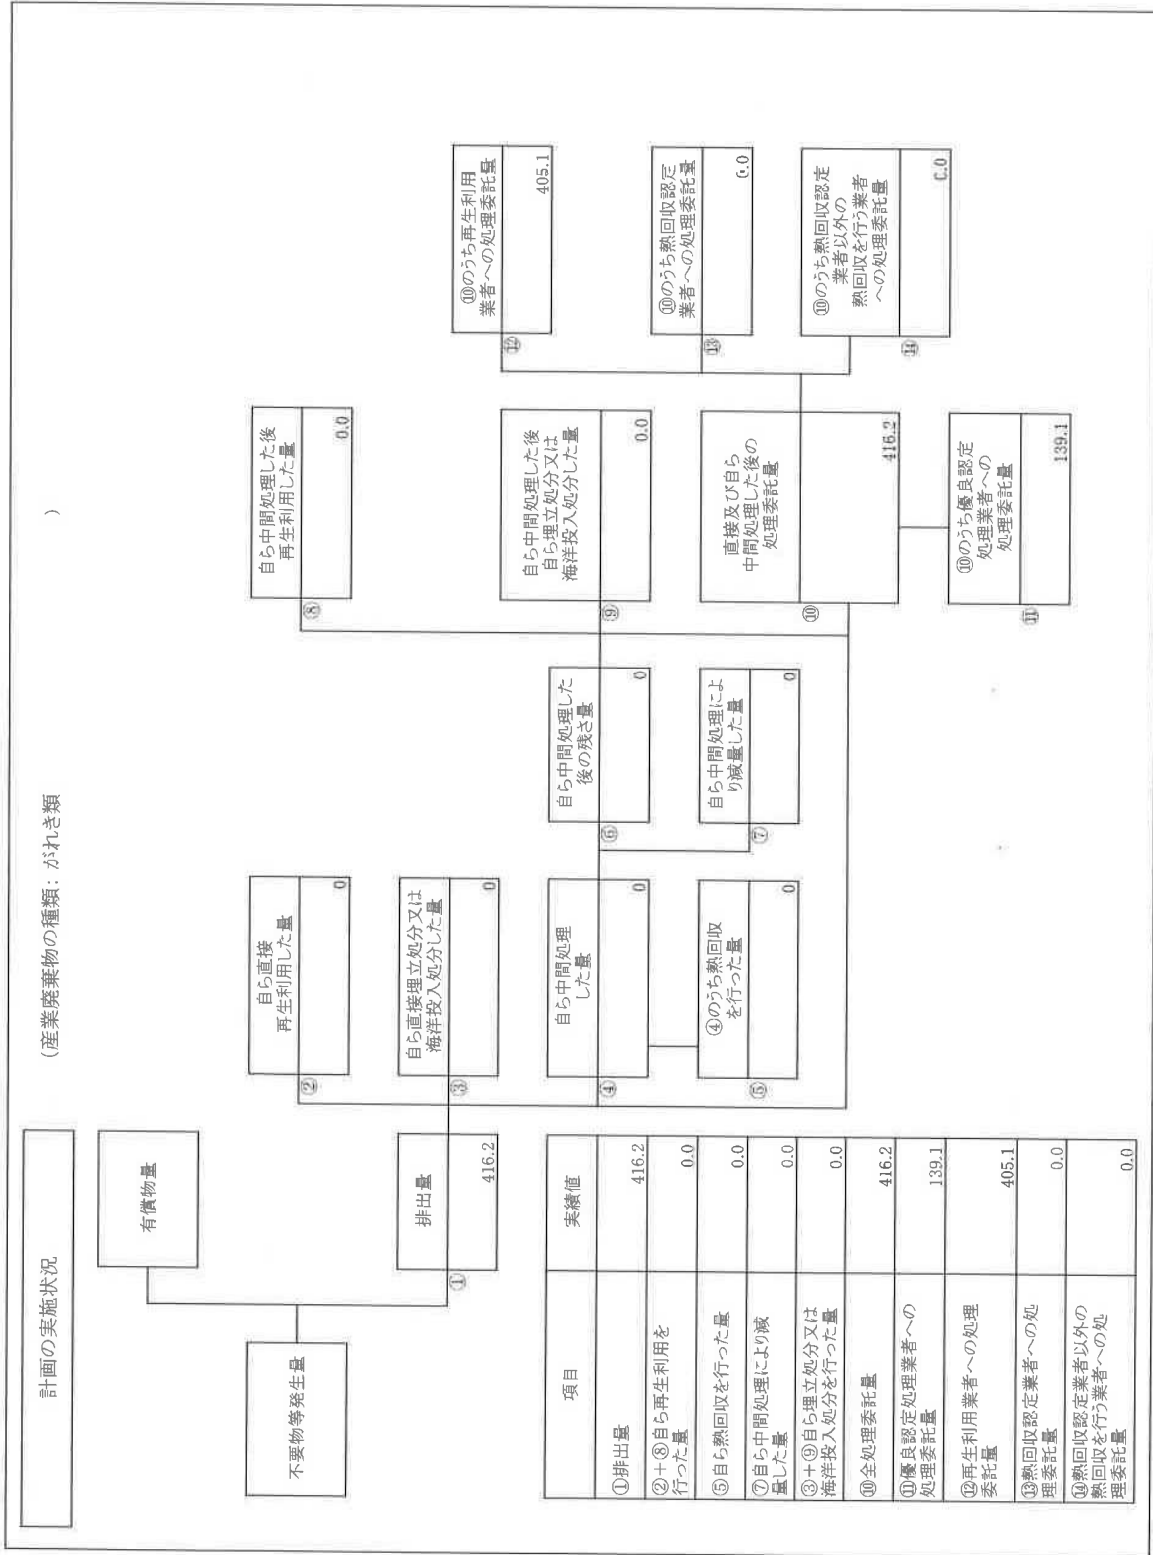 計画の実施状況
（産業廃棄物の種類：がれき類
）
不要物等発生量
有償物量
排出量
①
416.2
自ら直接
再生利用した量
②
0
自ら直接埋立処分又は
海洋投入処分した量
③
0
自ら中間処理
した量
④
0
④のうち熱回収
を行った量
⑤
0
自ら中間処理した
後の残さ量
⑥
0
自ら中間処理によ
り減量した量
⑦
0
自ら中間処理した後
再生利用した量
⑧
0.0
自ら中間処理した後
自ら埋立処分又は
海洋投入処分した量
⑨
0.0
直接及び自ら
中間処理した後の
処理委託量
⑩
416.2
⑩のうち優良認定
処理業者への
処理委託量
⑪
139.1
⑩のうち再生利用
業者への処理委託量
⑫
405.1
⑩のうち熱回収認定
業者への処理委託量
⑬
0.0
⑩のうち熱回収認定
業者以外の
熱回収を行う業者
への処理委託量
⑭
0.0
項目
実績値
①排出量
416.2
②＋⑧自ら再生利用を
行った量
0.0
⑤自ら熱回収を行った量
0.0
⑦自ら中間処理により減
量した量
0.0
③＋⑨自ら埋立処分又は
海洋投入処分を行った量
0.0
⑩全処理委託量
416.2
⑪優良認定処理業者への
処理委託量
139.1
⑫再生利用業者への処理
委託量
405.1
⑬熱回収認定業者への処
理委託量
0.0
⑭熱回収認定業者以外の
熱回収を行う業者への処
理委託量
0.0